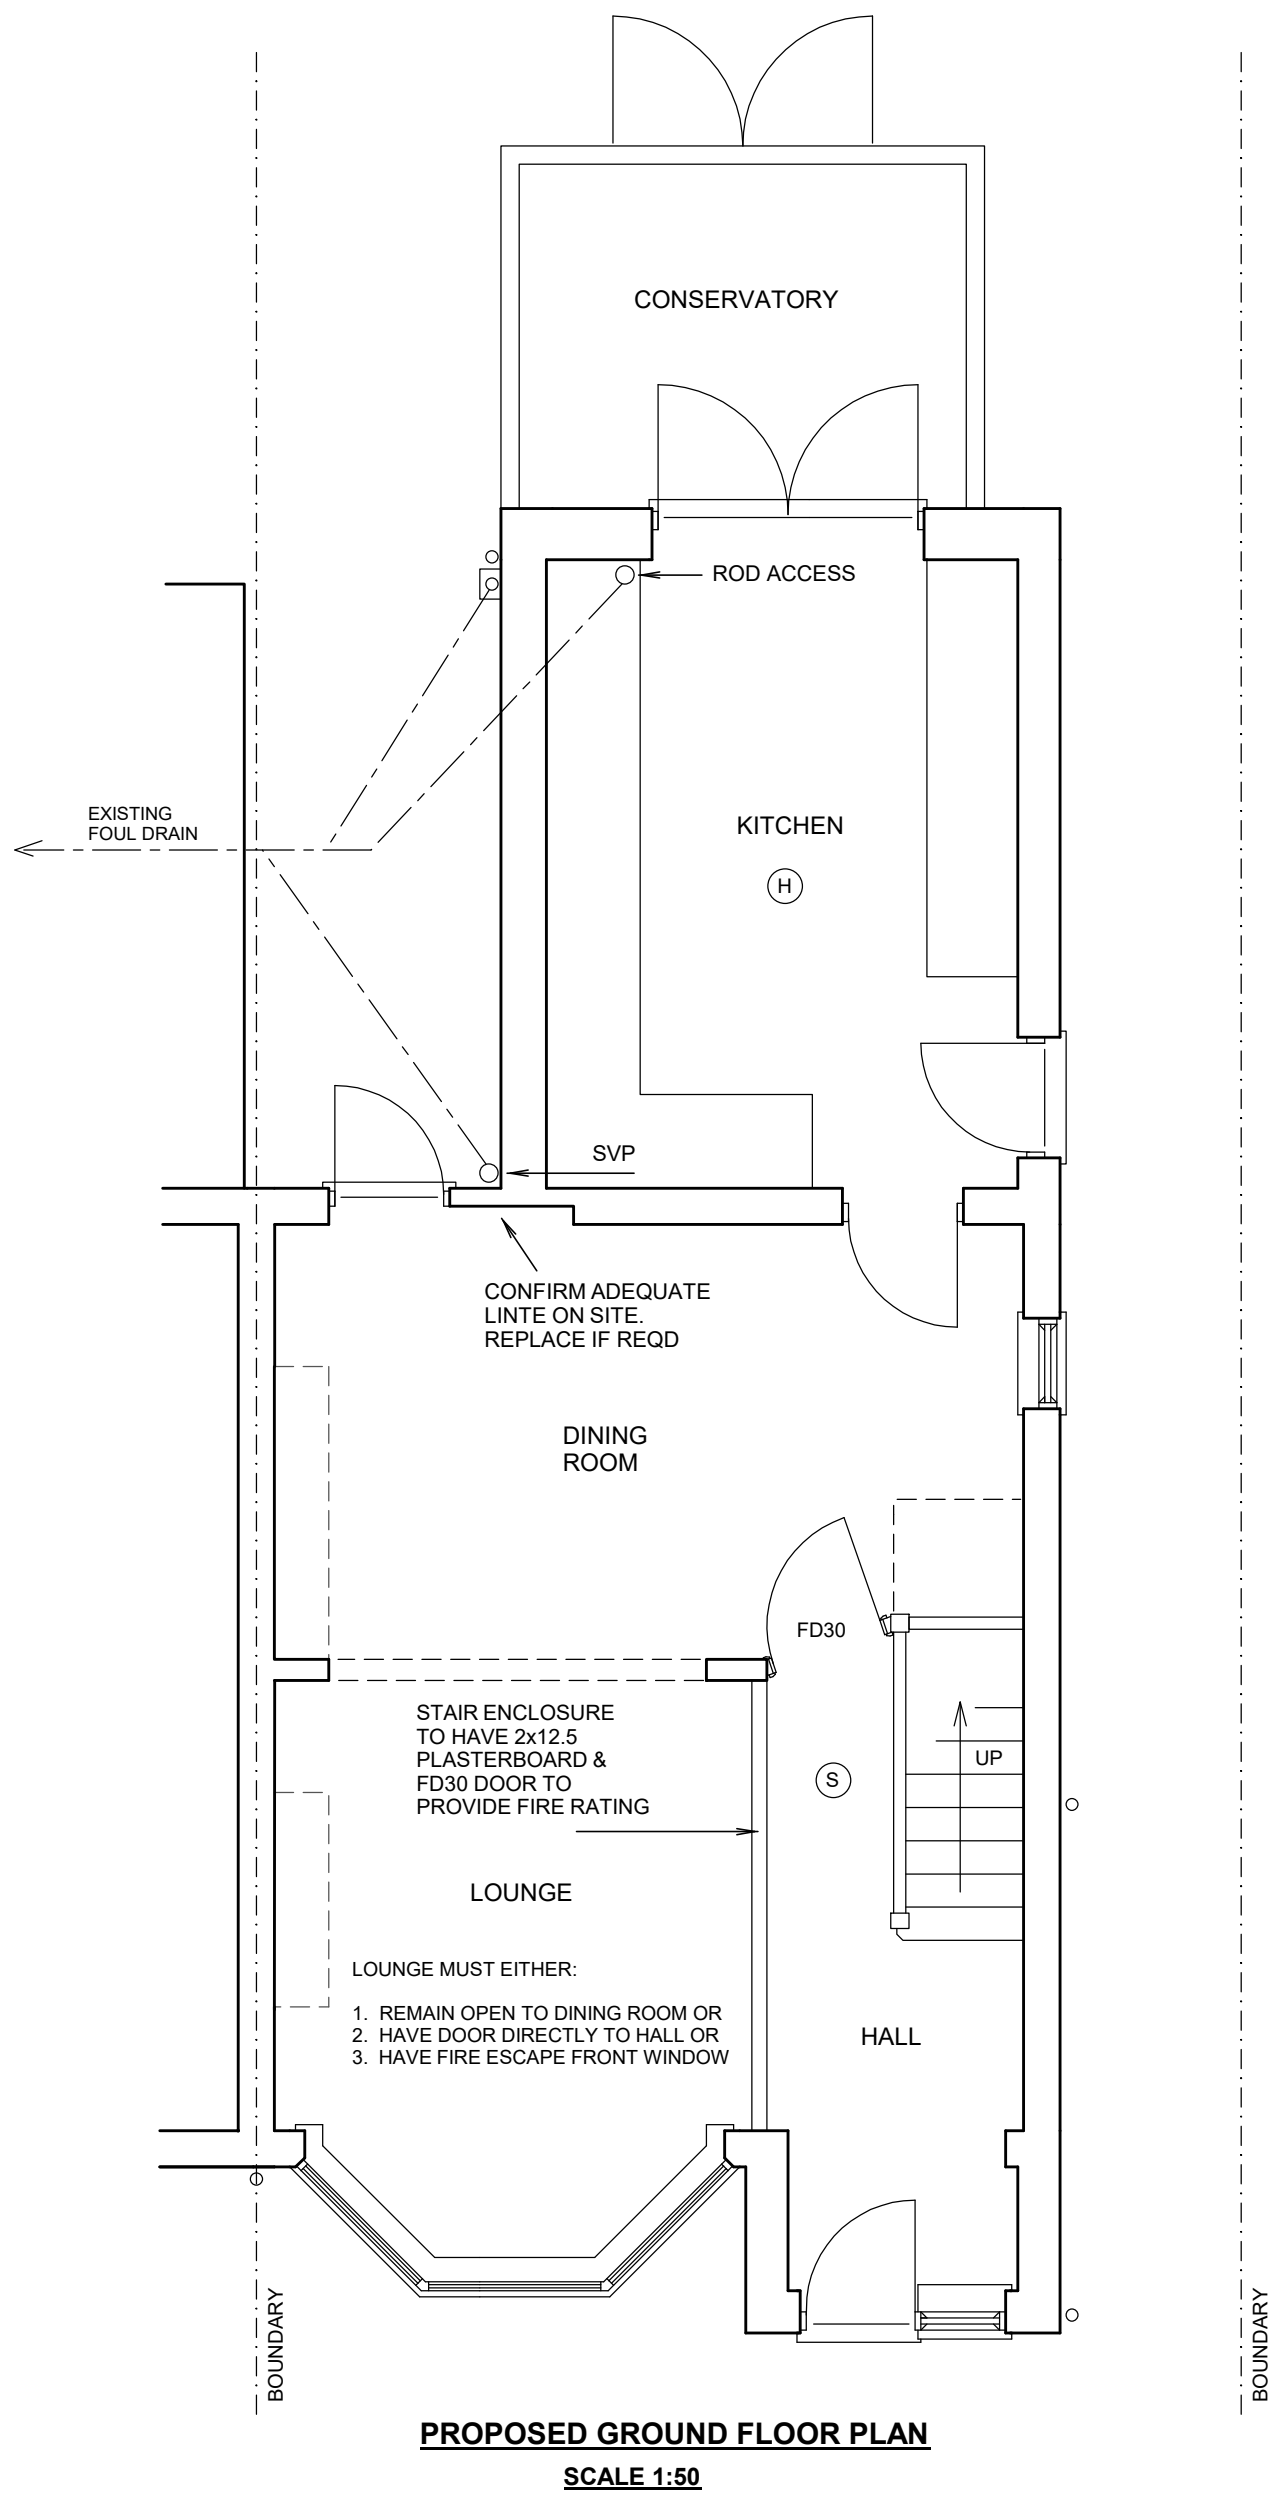 CONSERVATORY
ROD ACCESS
EXISTING
FOUL DRAIN
KITCHEN
H
SVP
CONFIRM ADEQUATE
LINTE ON SITE.
REPLACE IF REQD
DINING
ROOM
FD30
STAIR ENCLOSURE
TO HAVE 2x12.5
PLASTERBOARD &
FD30 DOOR TO
PROVIDE FIRE RATING
UP
S
LOUNGE
LOUNGE MUST EITHER:
1. REMAIN OPEN TO DINING ROOM OR
2. HAVE DOOR DIRECTLY TO HALL OR
3. HAVE FIRE ESCAPE FRONT WINDOW
HALL
BOUNDARY
BOUNDARY
PROPOSED GROUND FLOOR PLAN
SCALE 1:50